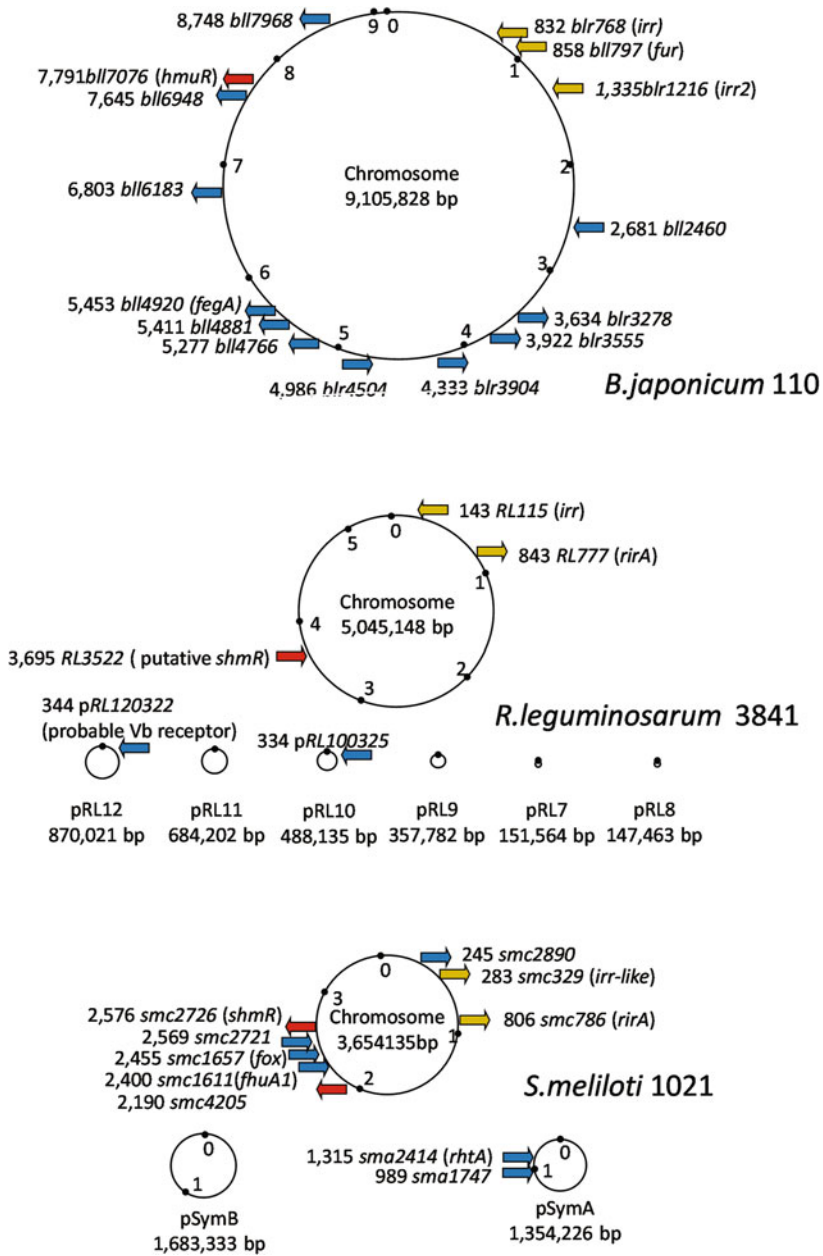 8,748 bll7968
9
0
832 blr768 (irr)
858 bll797 (fur)
1
8
7,791bll7076 (hmuR)
7,645 bll6948
1,335blr1216 (irr2)
7
2
Chromosome
9,105,828 bp
6,803 bll6183
2,681 bll2460
3
6
5,453 bll4920 (fegA)
5,411 bll4881
5,277 bll4766
5
4
3,634 blr3278
3,922 blr3555
4,986 blr4504
4,333 blr3904
B.japonicum 110
143 RL115 (irr)
0
5
843 RL777 (rirA)
1
Chromosome
5,045,148 bp
4
3,695 RL3522 ( putative shmR)
2
3
R.leguminosarum 3841
344 pRL120322
(probable Vb receptor)
334 pRL100325
pRL12
870,021 bp
pRL11
684,202 bp
pRL10
488,135 bp
pRL9
357,782 bp
pRL7
151,564 bp
pRL8
147,463 bp
245 smc2890
0
283 smc329 (irr-like)
3
2,576 smc2726 (shmR)
2,569 smc2721
2,455 smc1657 (fox)
2,400 smc1611(fhuA1)
2,190 smc4205
Chromosome
3,654135bp
806 smc786 (rirA)
1
2
S.meliloti 1021
0
1
pSymB
1,683,333 bp
1,315 sma2414 (rhtA)
989 sma1747
0
1
pSymA
1,354,226 bp